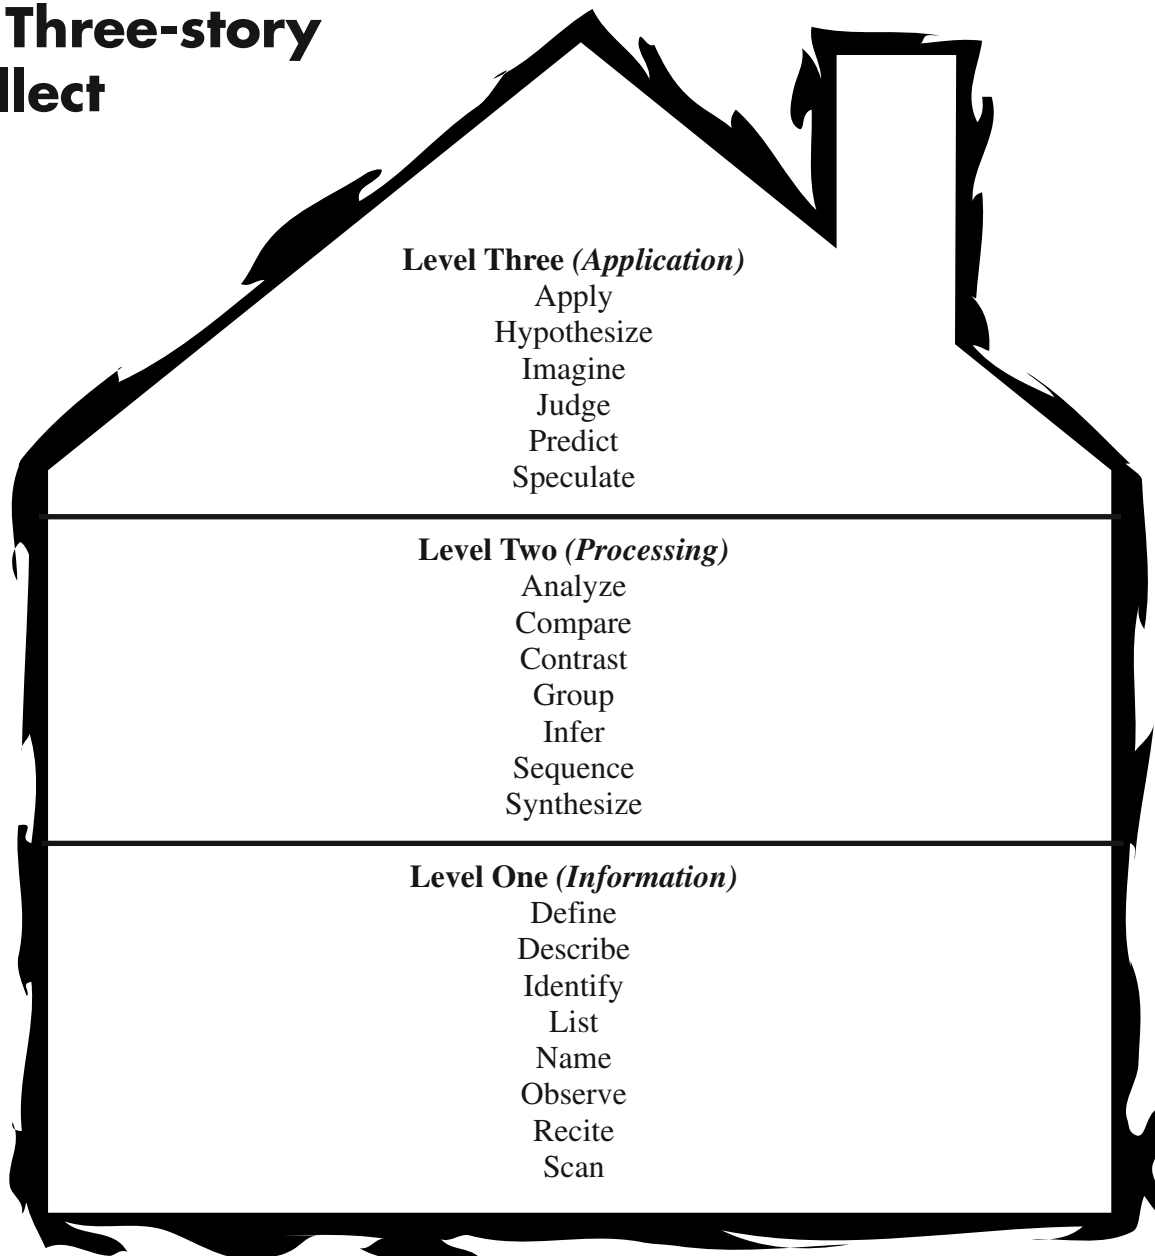 Three-story
llect
Level Three (Application)
Apply
Hypothesize
Imagine
Judge
Predict
Speculate
Level Two (Processing)
Analyze
Compare
Contrast
Group
Infer
Sequence
Synthesize
Level One (Information)
Define
Describe
Identify
List
Name
Observe
Recite
Scan